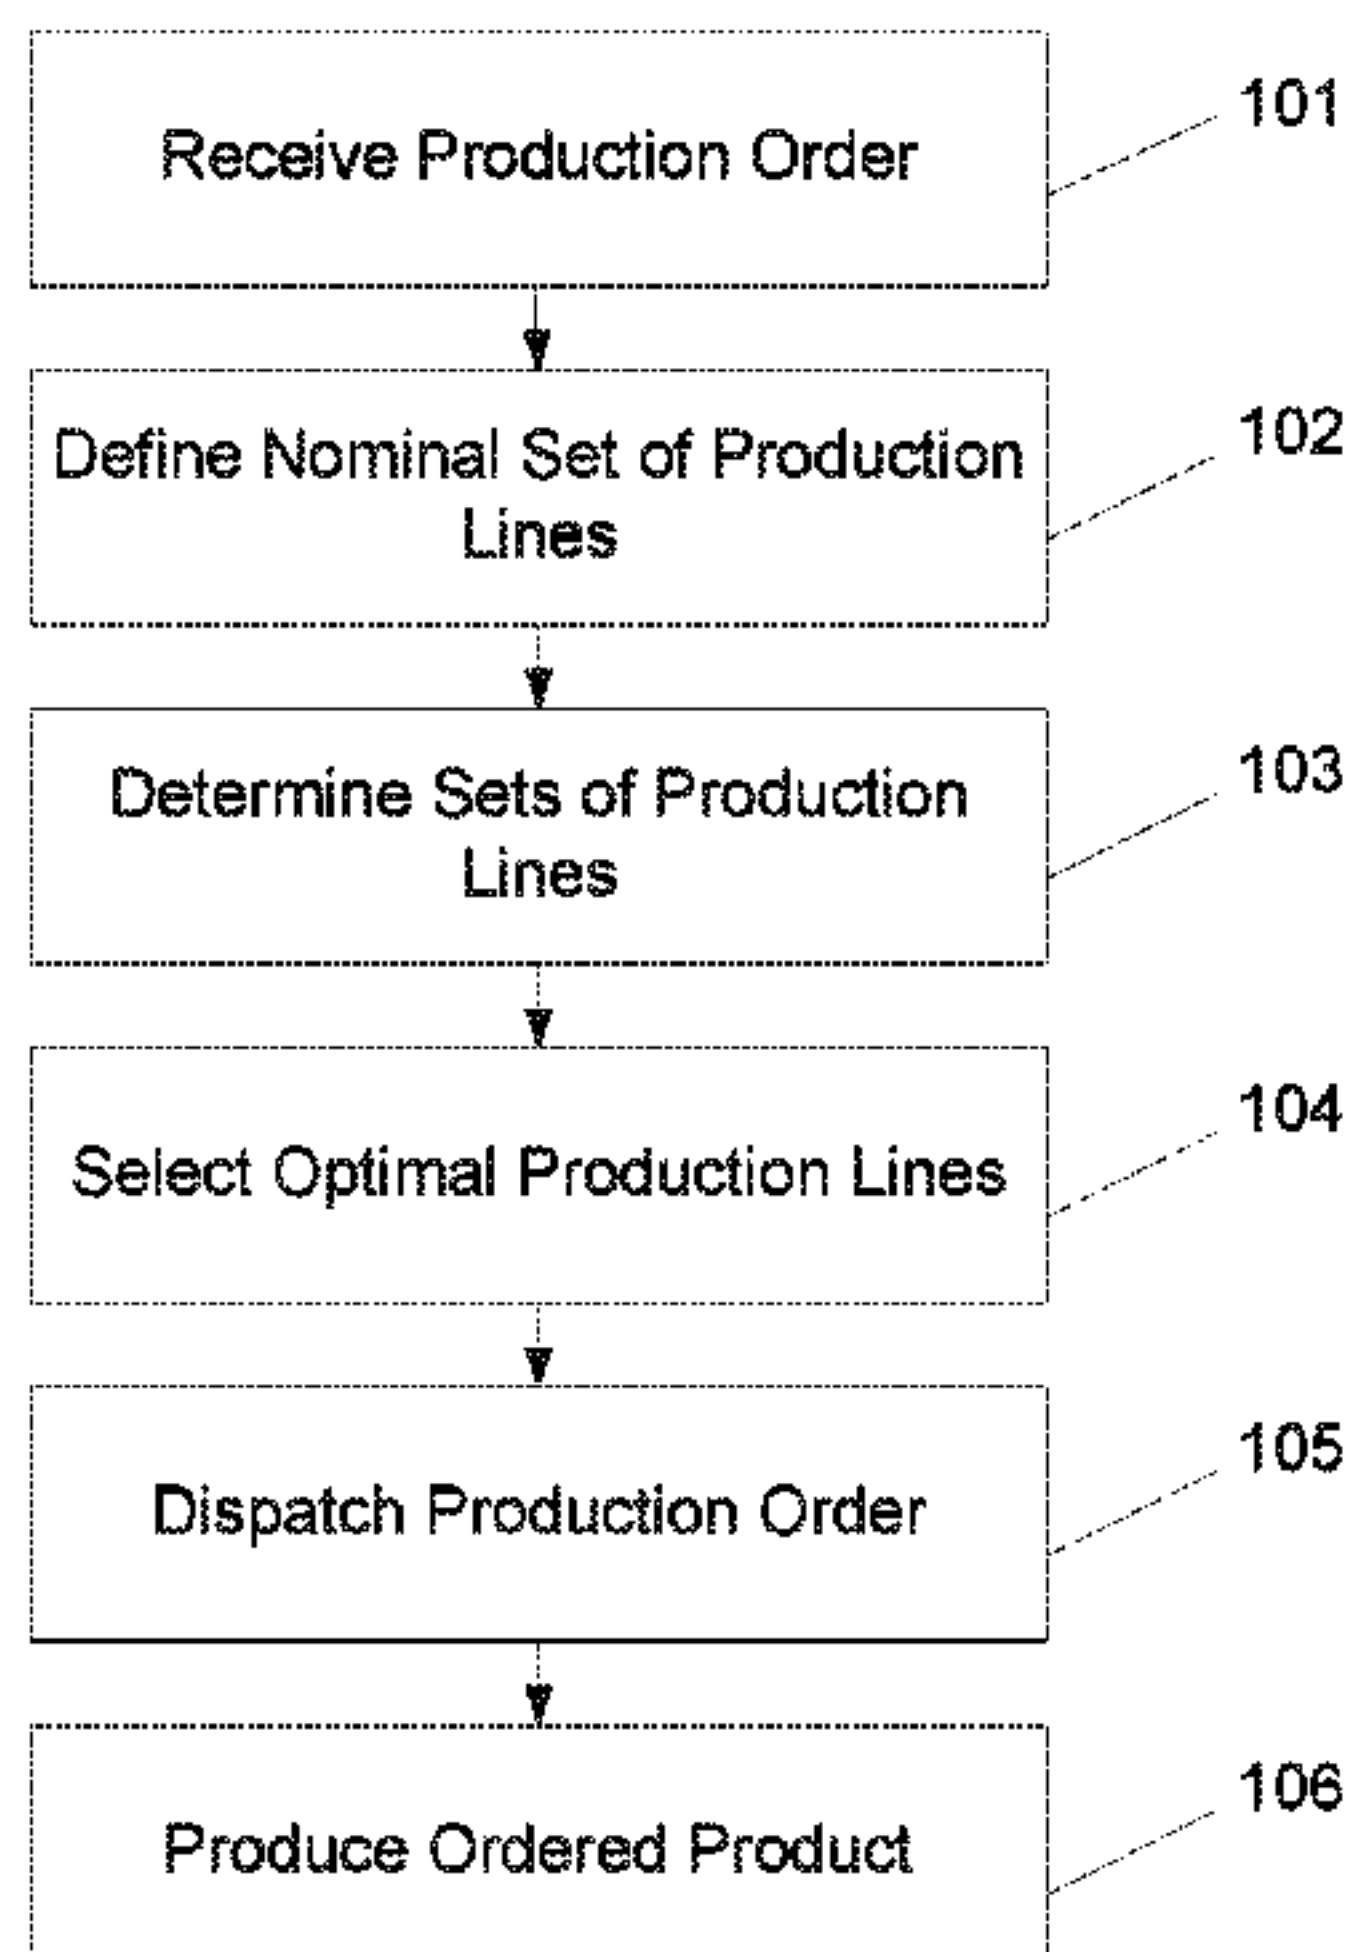 Receive Production Order
101
Define Nominal Set of Production
Lines
102
Determine Sets of Production
Lines
103
Select Optimal Production Lines
104
Dispatch Production Order
105
Produce Ordered Product
106